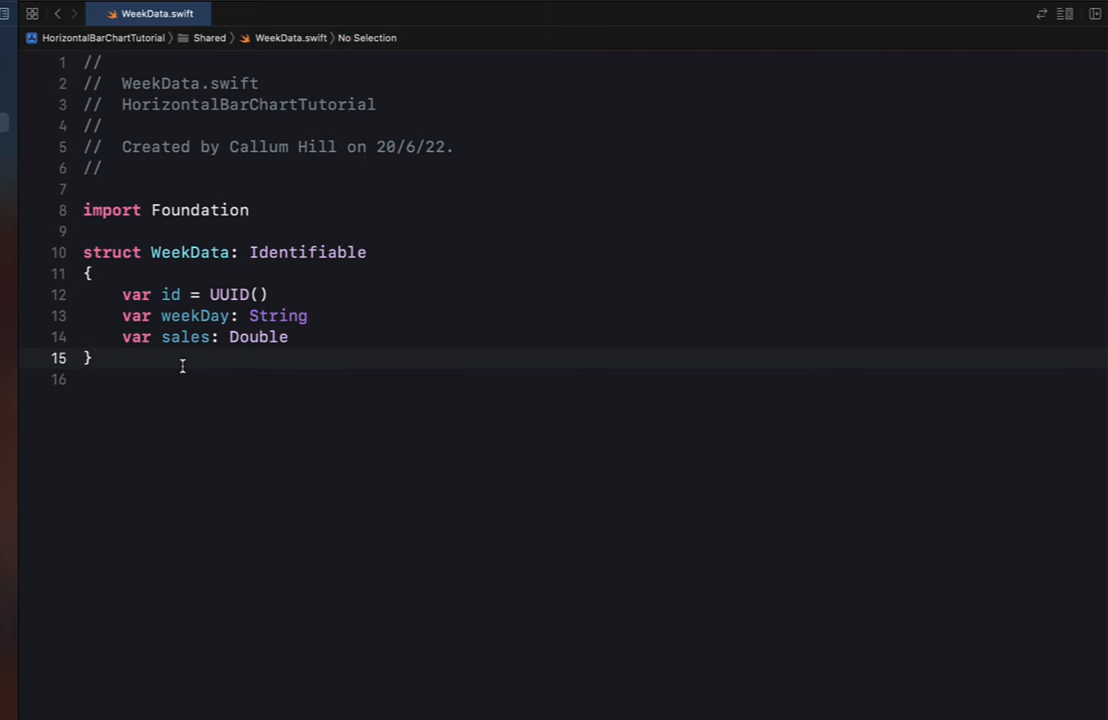 WeekData.swift
HorizontalBarChartTutorial 〉 Shared 〉 WeekData.swift 〉 No Selection
1 //
2 //  WeekData.swift
3 //  HorizontalBarChartTutorial
4 //
5 //  Created by Callum Hill on 20/6/22.
6 //
7
8 import Foundation
9
10 struct WeekData: Identifiable
11 {
12     var id = UUID()
13     var weekDay: String
14     var sales: Double
15 }
16